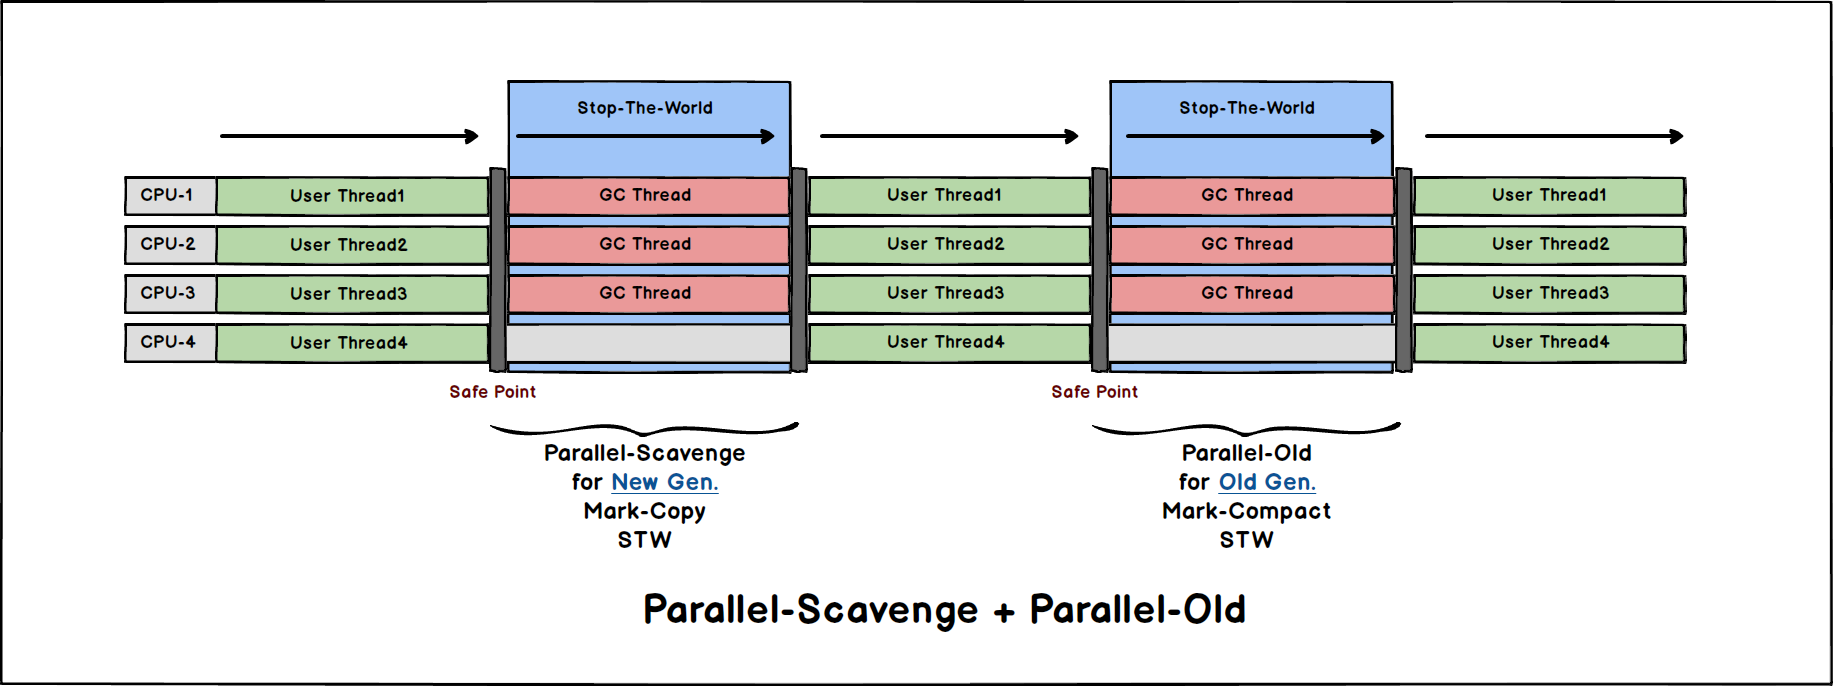 Stop-The-World
Stop-The-World
CPU-1 User Thread1 GC Thread User Thread1 GC Thread User Thread1
CPU-2 User Thread2 GC Thread User Thread2 GC Thread User Thread2
CPU-3 User Thread3 GC Thread User Thread3 GC Thread User Thread3
CPU-4 User Thread4 User Thread4 User Thread4
Safe Point
Safe Point
Parallel-Scavenge
for New Gen.
Mark-Copy
STW
Parallel-Old
for Old Gen.
Mark-Compact
STW
Parallel-Scavenge + Parallel-Old